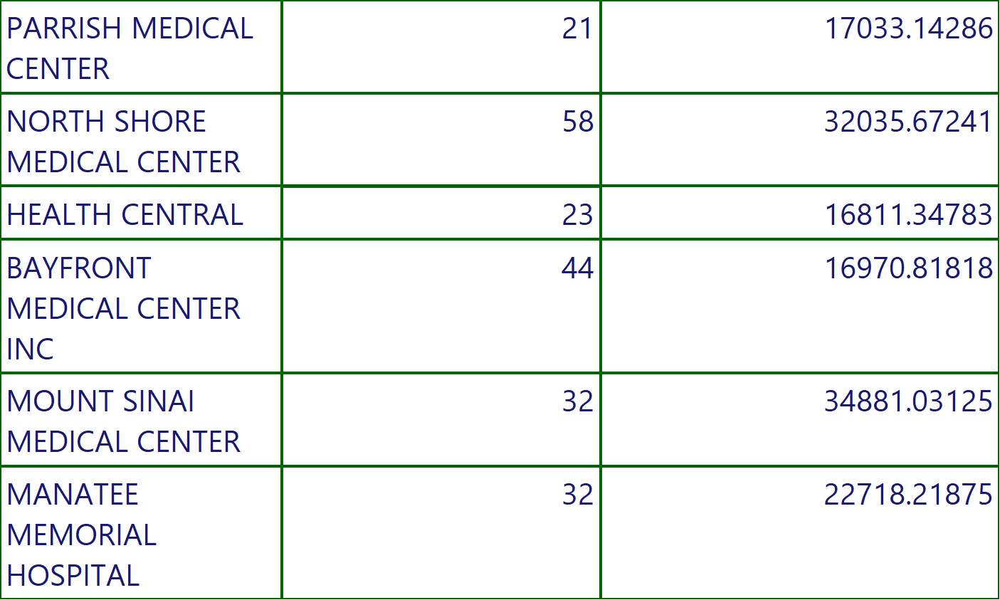 PARRISH MEDICAL CENTER 21 17033.14286
NORTH SHORE MEDICAL CENTER 58 32035.67241
HEALTH CENTRAL 23 16811.34783
BAYFRONT MEDICAL CENTER INC 44 16970.81818
MOUNT SINAI MEDICAL CENTER 32 34881.03125
MANATEE MEMORIAL HOSPITAL 32 22718.21875